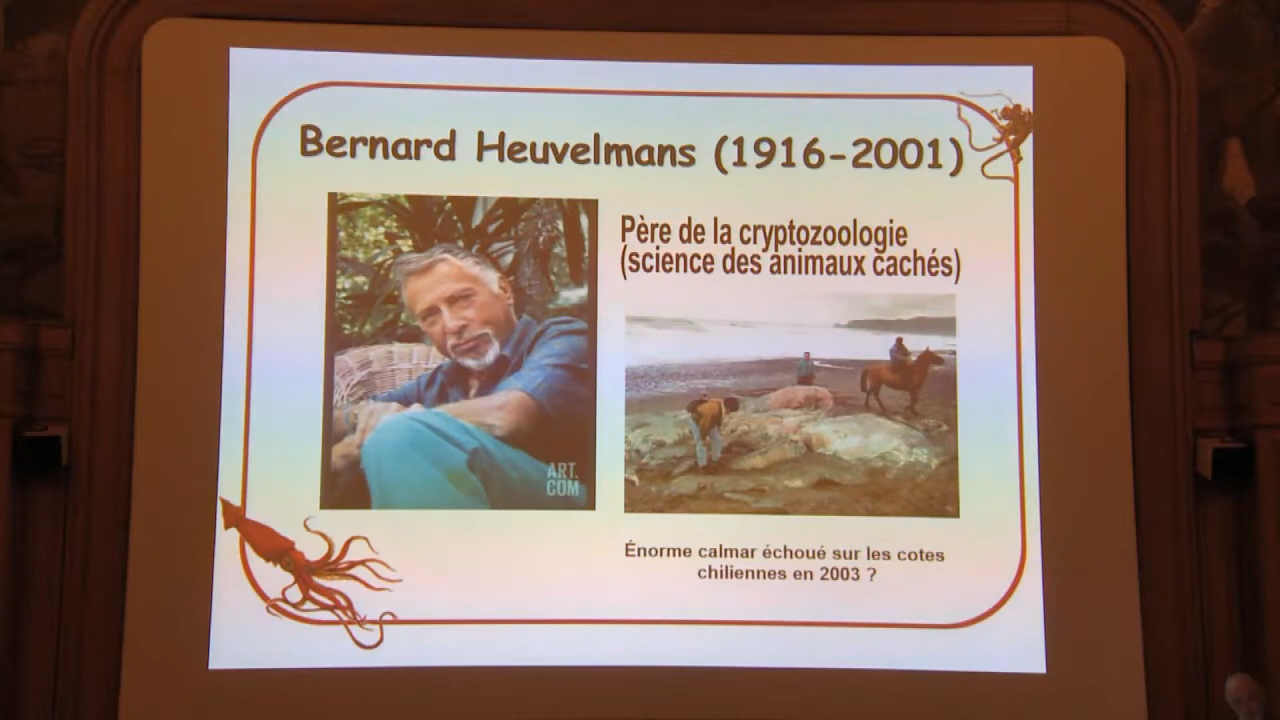 Bernard Heuvelmans (1916-2001)
Père de la cryptozoologie
(science des animaux cachés)
ART.
COM
Énorme calmar échoué sur les cotes
chiliennes en 2003 ?